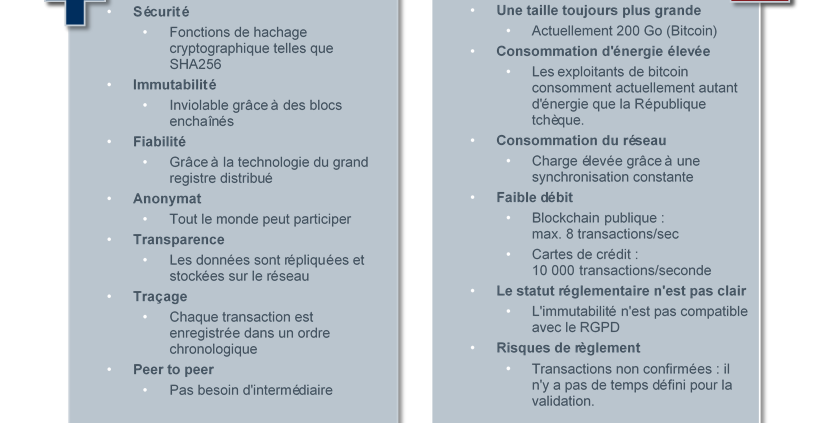 Sécurité
Fonctions de hachage
cryptographique telles que
SHA256
Immutabilité
Inviolable grâce à des blocs
enchaînés
Fiabilité
Grâce à la technologie du grand
registre distribué
Anonymat
Tout le monde peut participer
Transparence
Les données sont répliquées et
stockées sur le réseau
Traçage
Chaque transaction est
enregistrée dans un ordre
chronologique
Peer to peer
Pas besoin d'intermédiaire
Une taille toujours plus grande
Actuellement 200 Go (Bitcoin)
Consommation d'énergie élevée
Les exploitants de bitcoin
consomment actuellement autant
d'énergie que la République
tchèque.
Consommation du réseau
Charge élevée grâce à une
synchronisation constante
Faible débit
Blockchain publique :
max. 8 transactions/sec
Cartes de crédit :
10 000 transactions/seconde
Le statut réglementaire n'est pas clair
L'immutabilité n'est pas compatible
avec le RGPD
Risques de règlement
Transactions non confirmées : il
n'y a pas de temps défini pour la
validation.